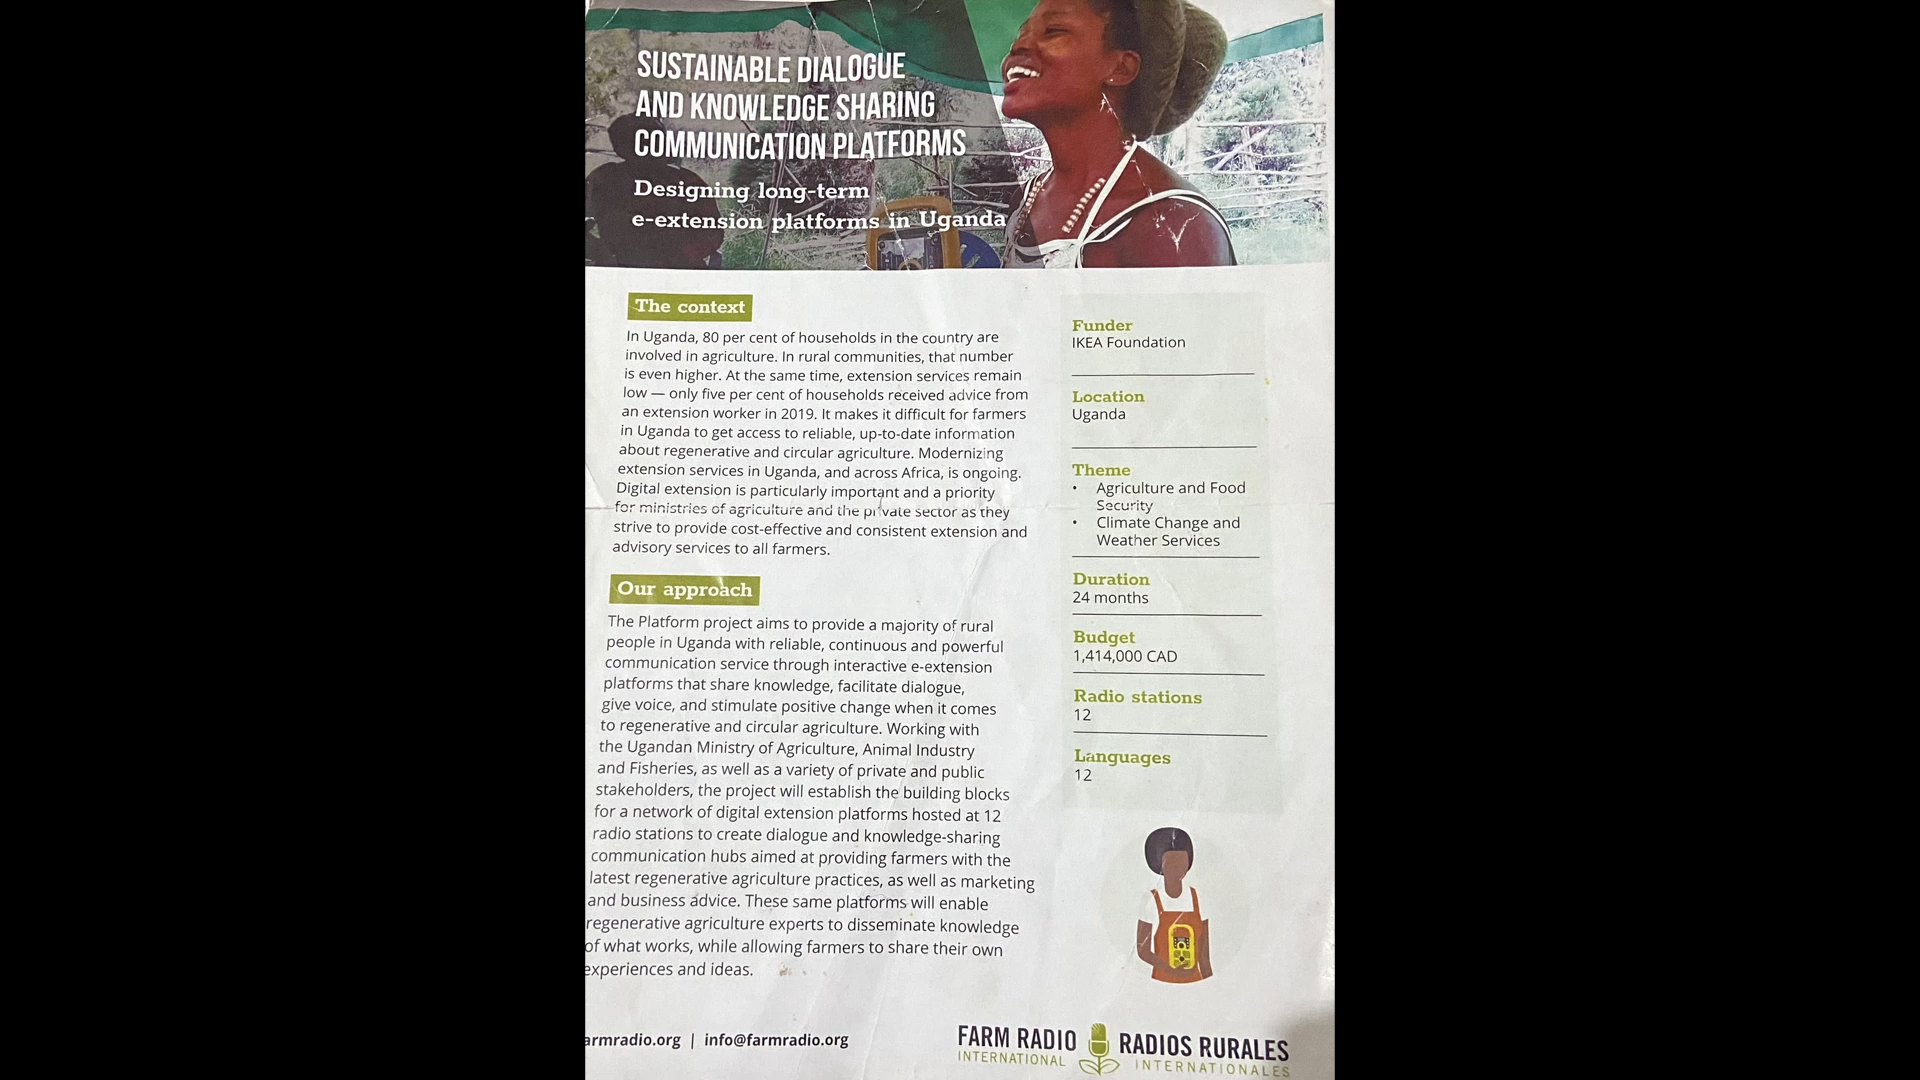 SUSTAINABLE DIALOGUE
AND KNOWLEDGE SHARING
COMMUNICATION PLATFORMS
Designing long-term
e-extension platforms in Uganda
The context
In Uganda, 80 per cent of households in the country are
involved in agriculture. In rural communities, that number
is even higher. At the same time, extension services remain
low — only five per cent of households received advice from
an extension worker in 2019. It makes it difficult for farmers
in Uganda to get access to reliable, up-to-date information
about regenerative and circular agriculture. Modernizing
extension services in Uganda, and across Africa, is ongoing.
Digital extension is particularly important and a priority
for ministries of agriculture and the private sector as they
strive to provide cost-effective and consistent extension and
advisory services to all farmers.
Our approach
The Platform project aims to provide a majority of rural
people in Uganda with reliable, continuous and powerful
communication service through interactive e-extension
platforms that share knowledge, facilitate dialogue,
give voice, and stimulate positive change when it comes
to regenerative and circular agriculture. Working with
the Ugandan Ministry of Agriculture, Animal Industry
and Fisheries, as well as a variety of private and public
stakeholders, the project will establish the building blocks
for a network of digital extension platforms hosted at 12
radio stations to create dialogue and knowledge-sharing
communication hubs aimed at providing farmers with the
latest regenerative agriculture practices, as well as marketing
and business advice. These same platforms will enable
regenerative agriculture experts to disseminate knowledge
of what works, while allowing farmers to share their own
experiences and ideas.
Funder
IKEA Foundation
Location
Uganda
Theme
• Agriculture and Food
Security
• Climate Change and
Weather Services
Duration
24 months
Budget
1,414,000 CAD
Radio stations
12
Languages
12
armradio.org | info@farmradio.org
FARM RADIO
INTERNATIONAL
RADIOS RURALES
INTERNATIONALES